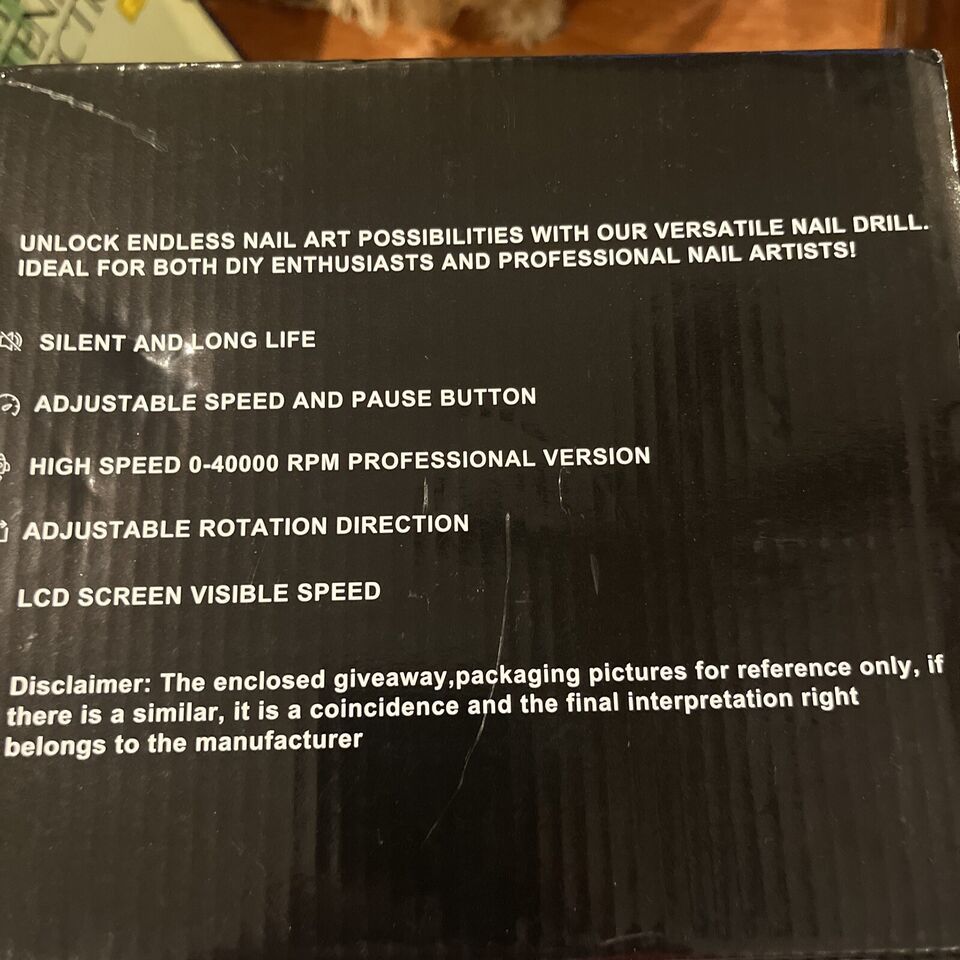 UNLOCK ENDLESS NAIL ART POSSIBILITIES WITH OUR VERSATILE NAIL DRILL.
IDEAL FOR BOTH DIY ENTHUSIASTS AND PROFESSIONAL NAIL ARTISTS!
SILENT AND LONG LIFE
ADJUSTABLE SPEED AND PAUSE BUTTON
HIGH SPEED 0-40000 RPM PROFESSIONAL VERSION
ADJUSTABLE ROTATION DIRECTION
LCD SCREEN VISIBLE SPEED
Disclaimer: The enclosed giveaway,packaging pictures for reference only, if
there is a similar, it is a coincidence and the final interpretation right
belongs to the manufacturer